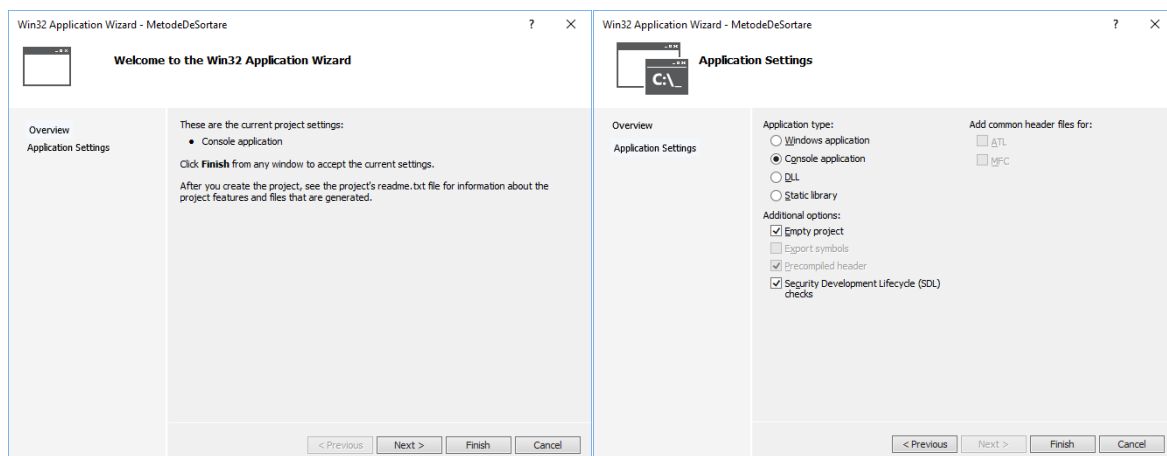 Win32 Application Wizard - MetodeDeSortare
Welcome to the Win32 Application Wizard
Overview
Application Settings
These are the current project settings:
• Console application
Click Finish from any window to accept the current settings.
After you create the project, see the project's readme.txt file for information about the
project features and files that are generated.
< Previous
Next >
Finish
Cancel
Win32 Application Wizard - MetodeDeSortare
C:\_
Application Settings
Overview
Application Settings
Application type:
Windows application
Console application
DLL
Static library
Additional options:
Empty project
Export symbols
Precompiled header
Security Development Lifecycle (SDL)
checks
Add common header files for:
ATL
MFC
< Previous
Next >
Finish
Cancel